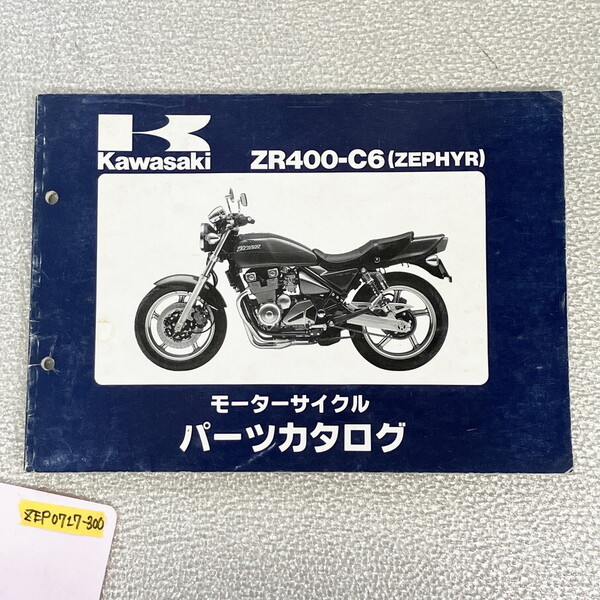 Kawasaki
ZR400-C6 (ZEPHYR)
モーターサイクル
パーツカタログ
ZEP0727-300